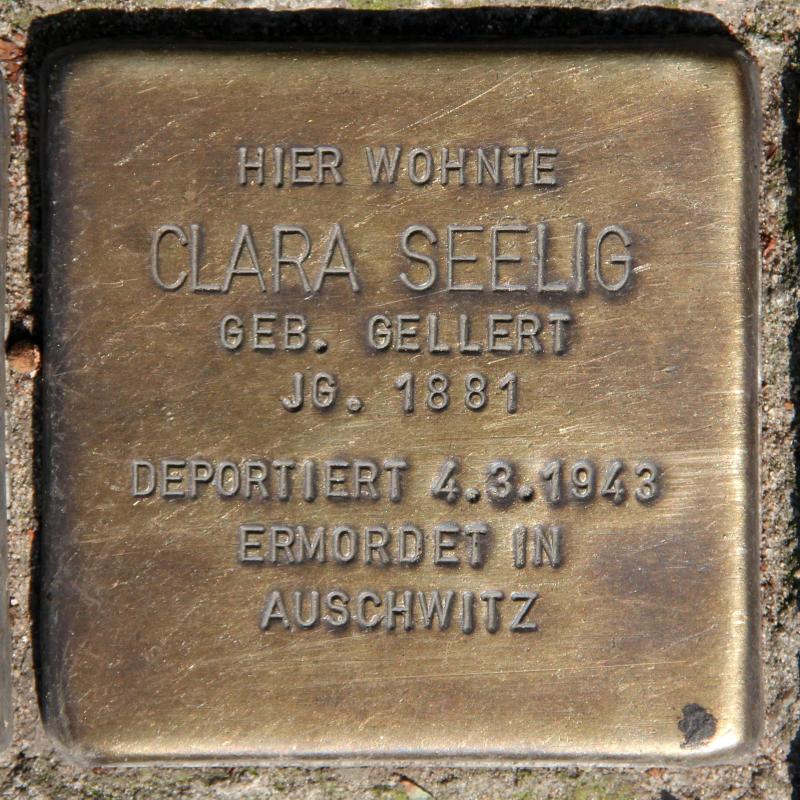 HIER WOHNTE
CLARA SEELIG
GEB. GELLERT
JG. 1881
DEPORTIERT 4.3.1943
ERMORDET IN
AUSCHWITZ